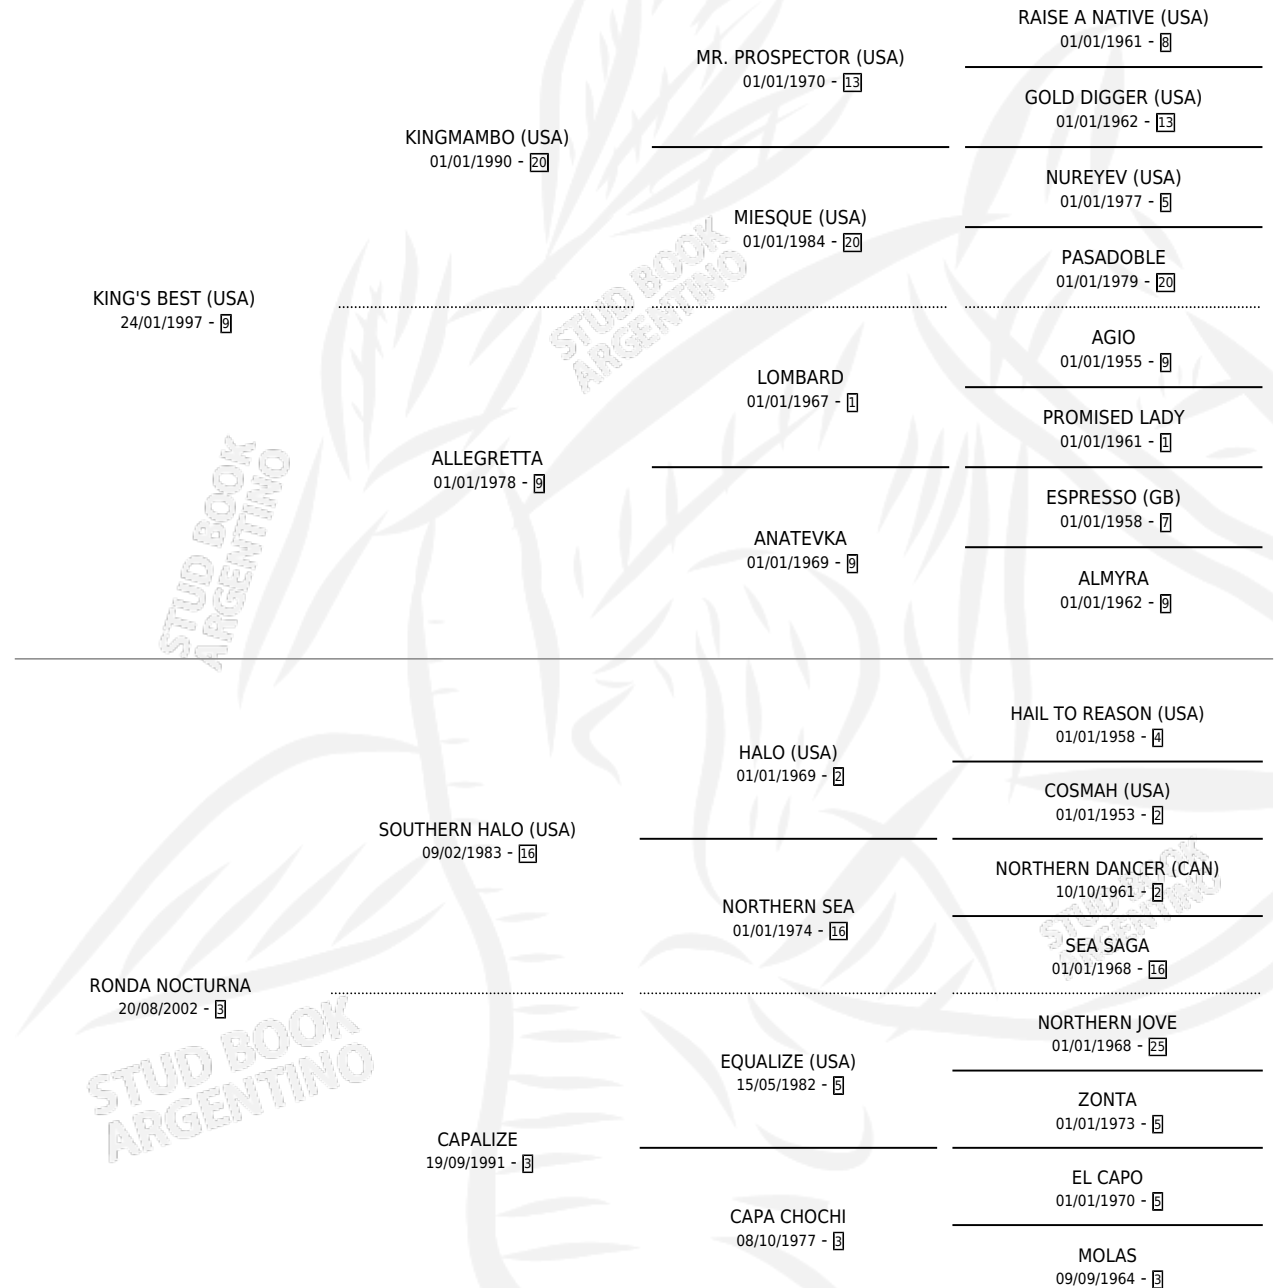 RAISE A NATIVE (USA)
01/01/1961 - 8
MR. PROSPECTOR (USA)
01/01/1970 - 13
GOLD DIGGER (USA)
01/01/1962 - 13
KINGMAMBO (USA)
01/01/1990 - 20
NUREYEV (USA)
01/01/1977 - 5
MIESQUE (USA)
01/01/1984 - 20
PASADOBLE
01/01/1979 - 20
KING'S BEST (USA)
24/01/1997 - 9
STUD BOOK
ARGENTINO
AGIO
01/01/1955 - 9
LOMBARD
01/01/1967 - 1
PROMISED LADY
01/01/1961 - 1
ALLEGRETTA
01/01/1978 - 9
ESPRESSO (GB)
01/01/1958 - 7
ANATEVKA
01/01/1969 - 9
ALMYRA
01/01/1962 - 9
STUD BOOK
ARGENTINO
HAIL TO REASON (USA)
01/01/1958 - 4
HALO (USA)
01/01/1969 - 2
COSMAH (USA)
01/01/1953 - 2
SOUTHERN HALO (USA)
09/02/1983 - 16
NORTHERN DANCER (CAN)
10/10/1961 - 2
NORTHERN SEA
01/01/1974 - 16
STUD BOOK
ARGENTINO
SEA SAGA
01/01/1968 - 16
RONDA NOCTURNA
20/08/2002 - 3
STUD BOOK
ARGENTINO
NORTHERN JOVE
01/01/1968 - 25
EQUALIZE (USA)
15/05/1982 - 5
ZONTA
01/01/1973 - 5
CAPALIZE
19/09/1991 - 3
EL CAPO
01/01/1970 - 5
CAPA CHOCHI
08/10/1977 - 3
MOLAS
09/09/1964 - 3